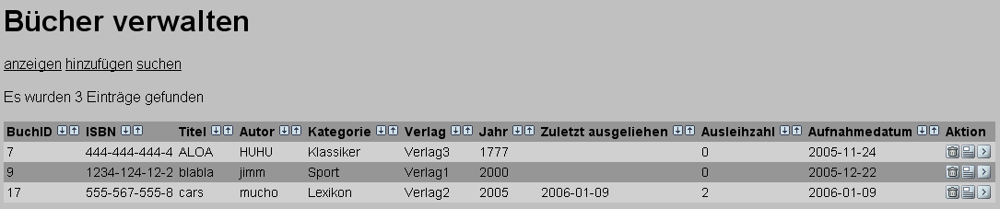 Bücher verwalten
anzeigen hinzufügen suchen
Es wurden 3 Einträge gefunden
BuchID ISBN Titel Autor Kategorie Verlag Jahr Zuletzt ausgeliehen Ausleihzahl Aufnahmedatum Aktion
7 444-444-444-4 ALOA HUHU Klassiker Verlag3 1777 0 2005-11-24
9 1234-124-12-2 blabla jimm Sport Verlag1 2000 0 2005-12-22
17 555-567-555-8 cars mucho Lexikon Verlag2 2005 2006-01-09 2 2006-01-09